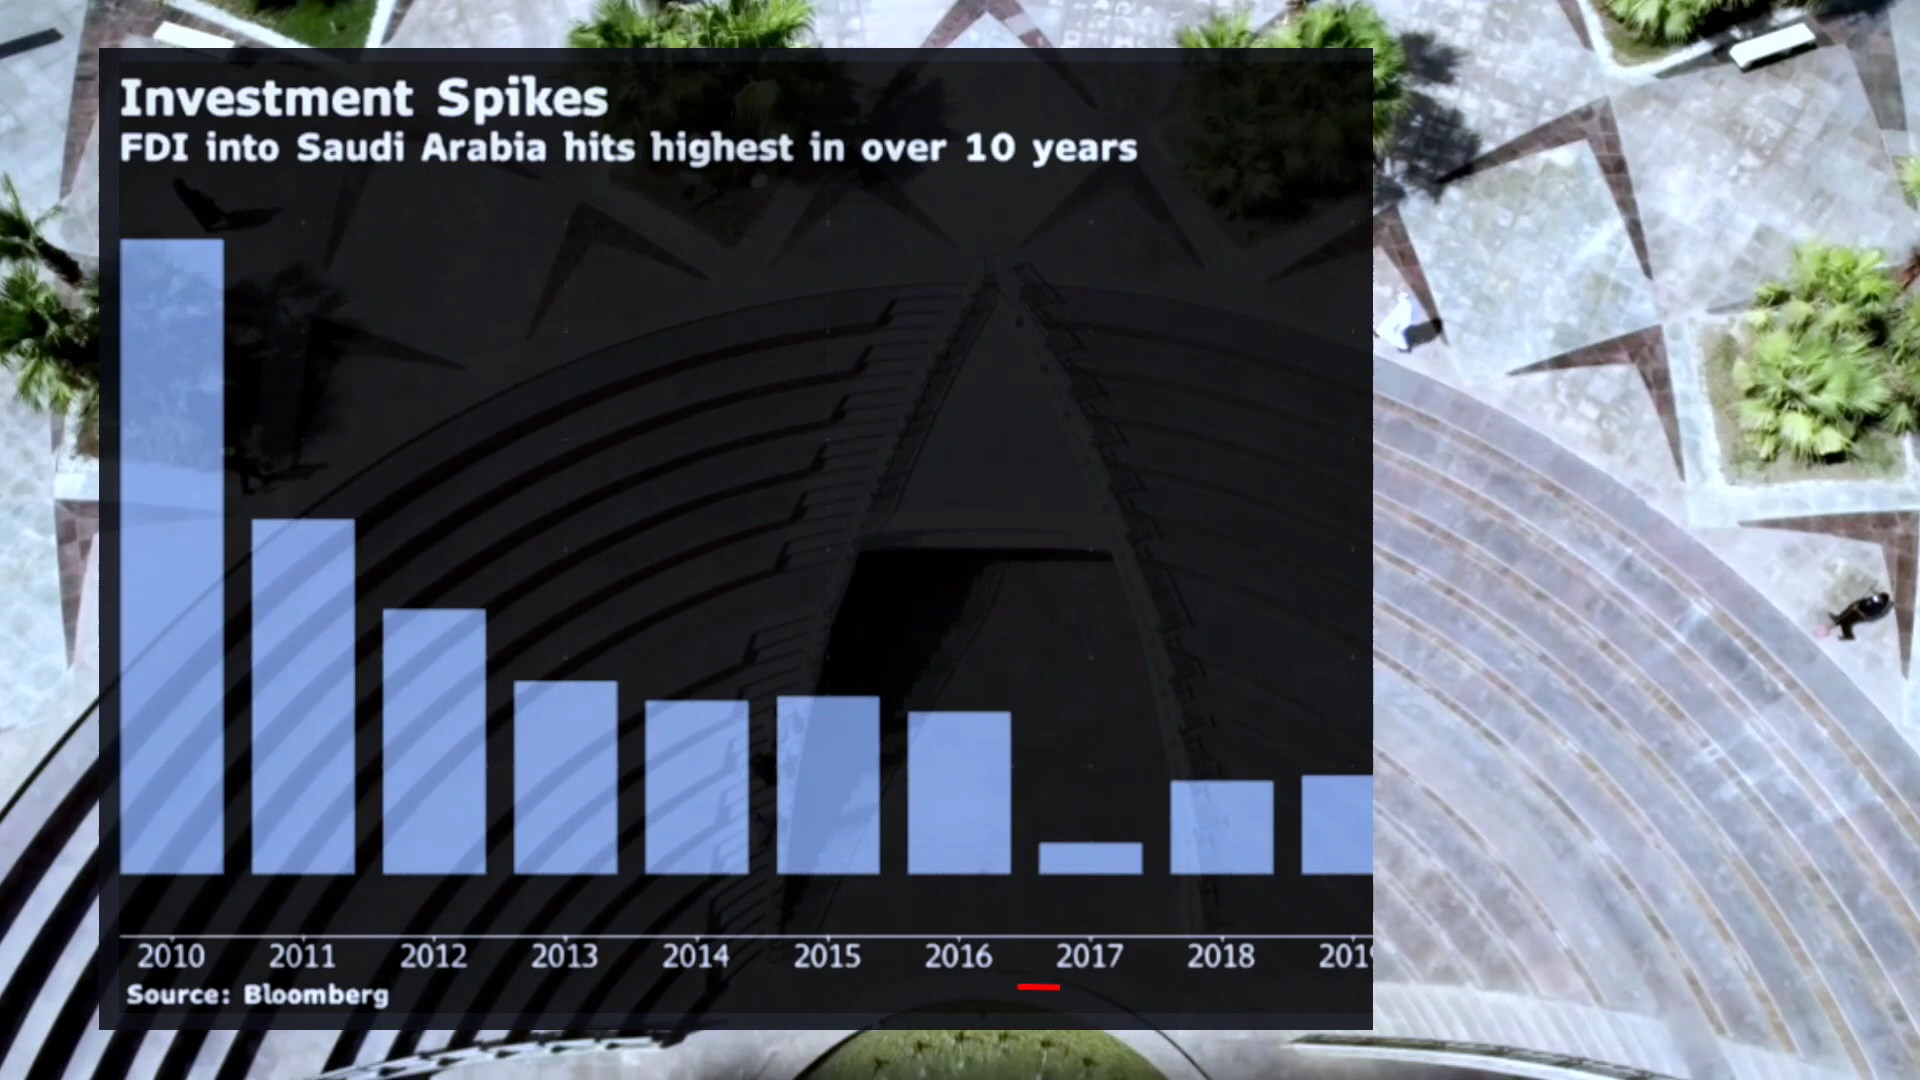 Investment Spikes
FDI into Saudi Arabia hits highest in over 10 years
2010 2011 2012 2013 2014 2015 2016 2017 2018 2019
Source: Bloomberg